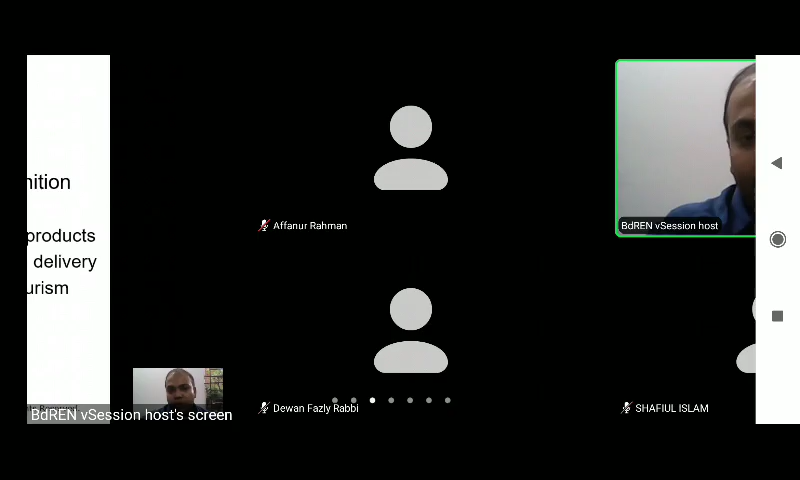 nition
products
delivery
urism
BdREN vSession host's screen
Affanur Rahman
BdREN vSession host
Dewan Fazly Rabbi
SHAFIUL ISLAM